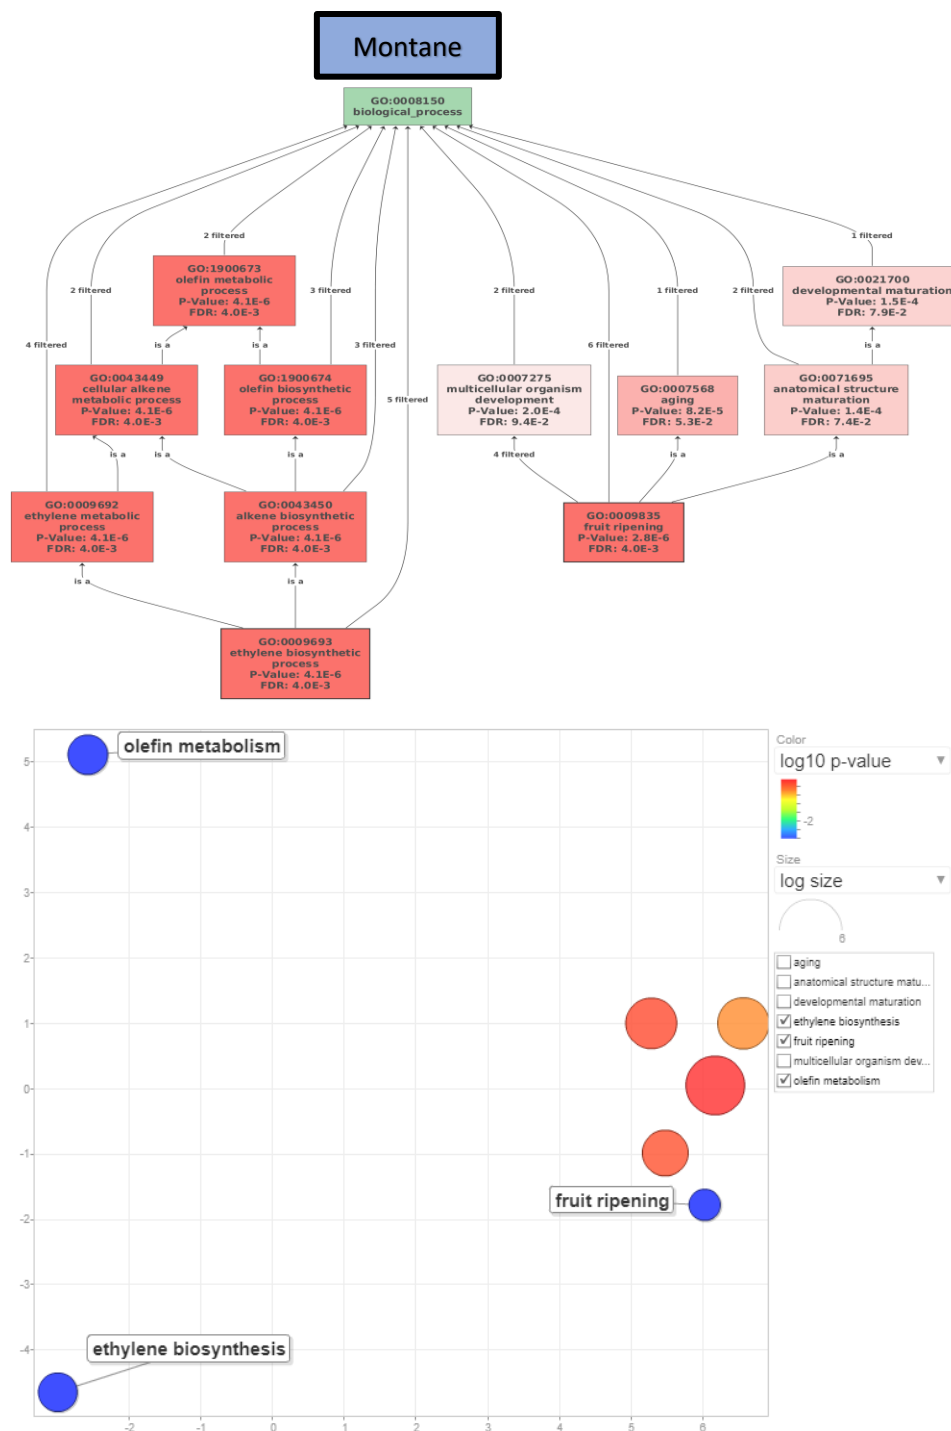 Montane
GO:0008150
biological_process
2 filtered
1 filtered
GO:1900673
olefin metabolic
process
P-Value: 4.1E-6
FDR: 4.0E-3
GO:0021700
developmental maturation
P-Value: 1.5E-4
FDR: 7.9E-2
2 filtered
3 filtered
2 filtered
1 filtered
2 filtered
4 filtered
is a
is a
3 filtered
6 filtered
is a
GO:0043449
cellular alkene
metabolic process
P-Value: 4.1E-6
FDR: 4.0E-3
GO:1900674
olefin biosynthetic
process
P-Value: 4.1E-6
FDR: 4.0E-3
5 filtered
GO:0007275
multicellular organism
development
P-Value: 2.0E-4
FDR: 9.4E-2
GO:0007568
aging
P-Value: 8.2E-5
FDR: 5.3E-2
GO:0071695
anatomical structure
maturation
P-Value: 1.4E-4
FDR: 7.4E-2
is a
is a
is a
4 filtered
is a
is a
GO:0009692
ethylene metabolic
process
P-Value: 4.1E-6
FDR: 4.0E-3
GO:0043450
alkene biosynthetic
process
P-Value: 4.1E-6
FDR: 4.0E-3
GO:0009835
fruit ripening
P-Value: 2.8E-6
FDR: 4.0E-3
is a
is a
GO:0009693
ethylene biosynthetic
process
P-Value: 4.1E-6
FDR: 4.0E-3
olefin metabolism
fruit ripening
ethylene biosynthesis
5
4
3
2
1
0
-1
-2
-3
-4
-2
-1
0
1
2
3
4
5
6
Color
log10 p-value
-2
Size
log size
6
aging
anatomical structure matu...
developmental maturation
ethylene biosynthesis
fruit ripening
multicellular organism dev...
olefin metabolism